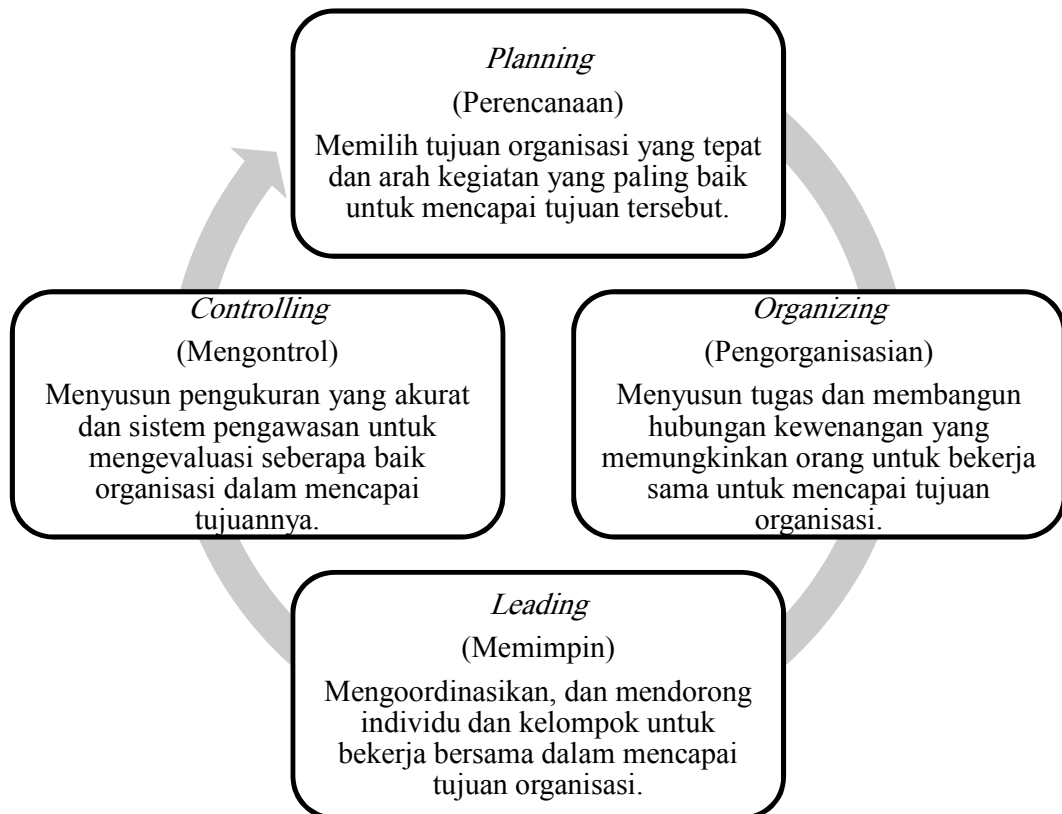 Planning
(Perencanaan)
Memilih tujuan organisasi yang tepat
dan arah kegiatan yang paling baik
untuk mencapai tujuan tersebut.
Organizing
(Pengorganisasian)
Menyusun tugas dan membangun
hubungan kewenangan yang
memungkinkan orang untuk bekerja
sama untuk mencapai tujuan
organisasi.
Leading
(Memimpin)
Mengoordinasikan, dan mendorong
individu dan kelompok untuk
bekerja bersama dalam mencapai
tujuan organisasi.
Controlling
(Mengontrol)
Menyusun pengukuran yang akurat
dan sistem pengawasan untuk
mengevaluasi seberapa baik
organisasi dalam mencapai
tujuannya.